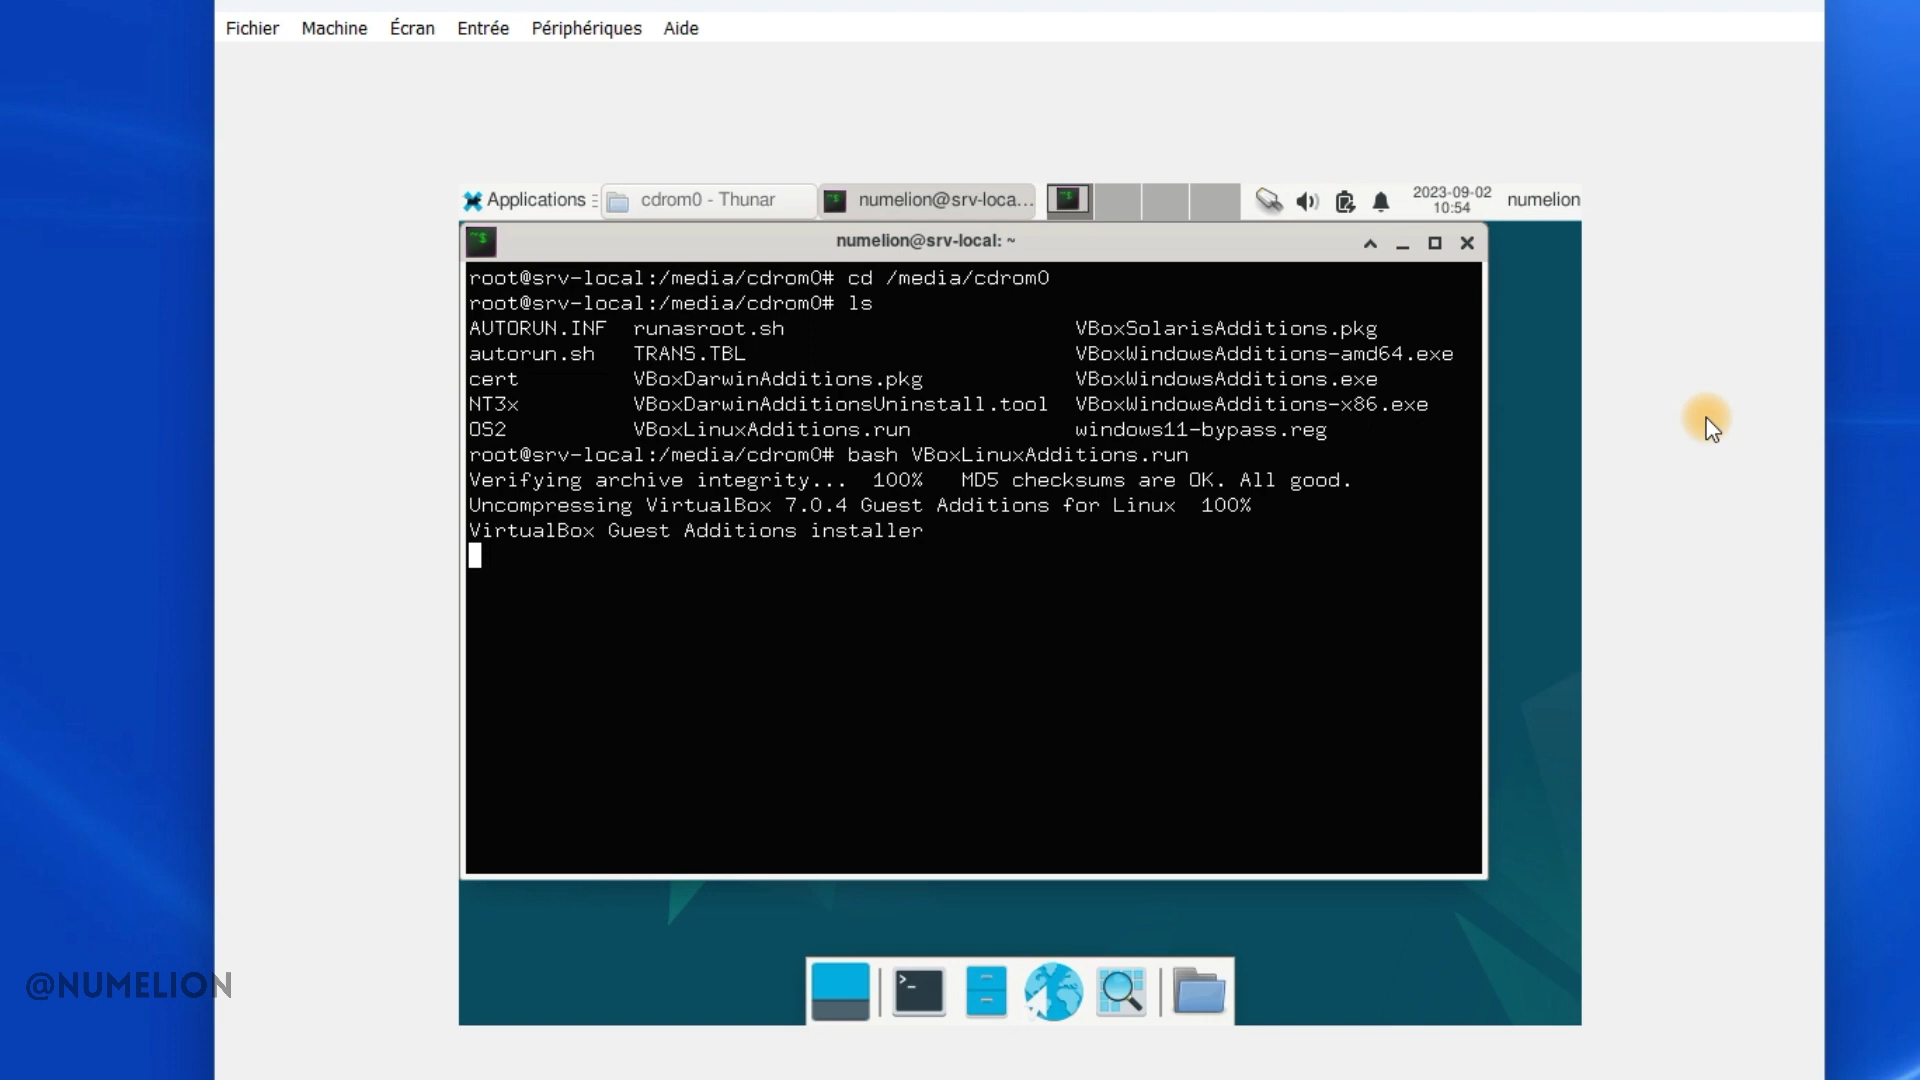 Fichier Machine Écran Entrée Périphériques Aide
Applications cdrom0 - Thunar numelion@srv-loca... 2023-09-02 10:54 numelion
numelion@srv-local: ~
root@srv-local:/media/cdrom0# cd /media/cdrom0
root@srv-local:/media/cdrom0# ls
AUTORUN.INF runasroot.sh VBoxSolarisAdditions.pkg
autorun.sh TRANS.TBL VBoxWindowsAdditions-amd64.exe
cert VBoxDarwinAdditions.pkg VBoxWindowsAdditions.exe
NT3x VBoxDarwinAdditionsUninstall.tool VBoxWindowsAdditions-x86.exe
OS2 VBoxLinuxAdditions.run windows11-bypass.reg
root@srv-local:/media/cdrom0# bash VBoxLinuxAdditions.run
Verifying archive integrity... 100% MD5 checksums are OK. All good.
Uncompressing VirtualBox 7.0.4 Guest Additions for Linux 100%
VirtualBox Guest Additions installer
@NUMELION